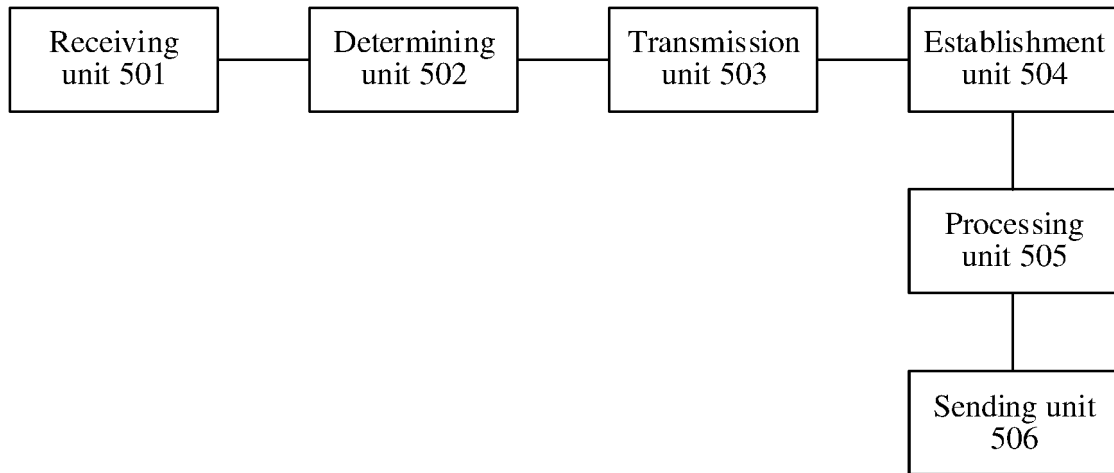 Receiving
unit 501
Determining
unit 502
Transmission
unit 503
Establishment
unit 504
Processing
unit 505
Sending unit
506